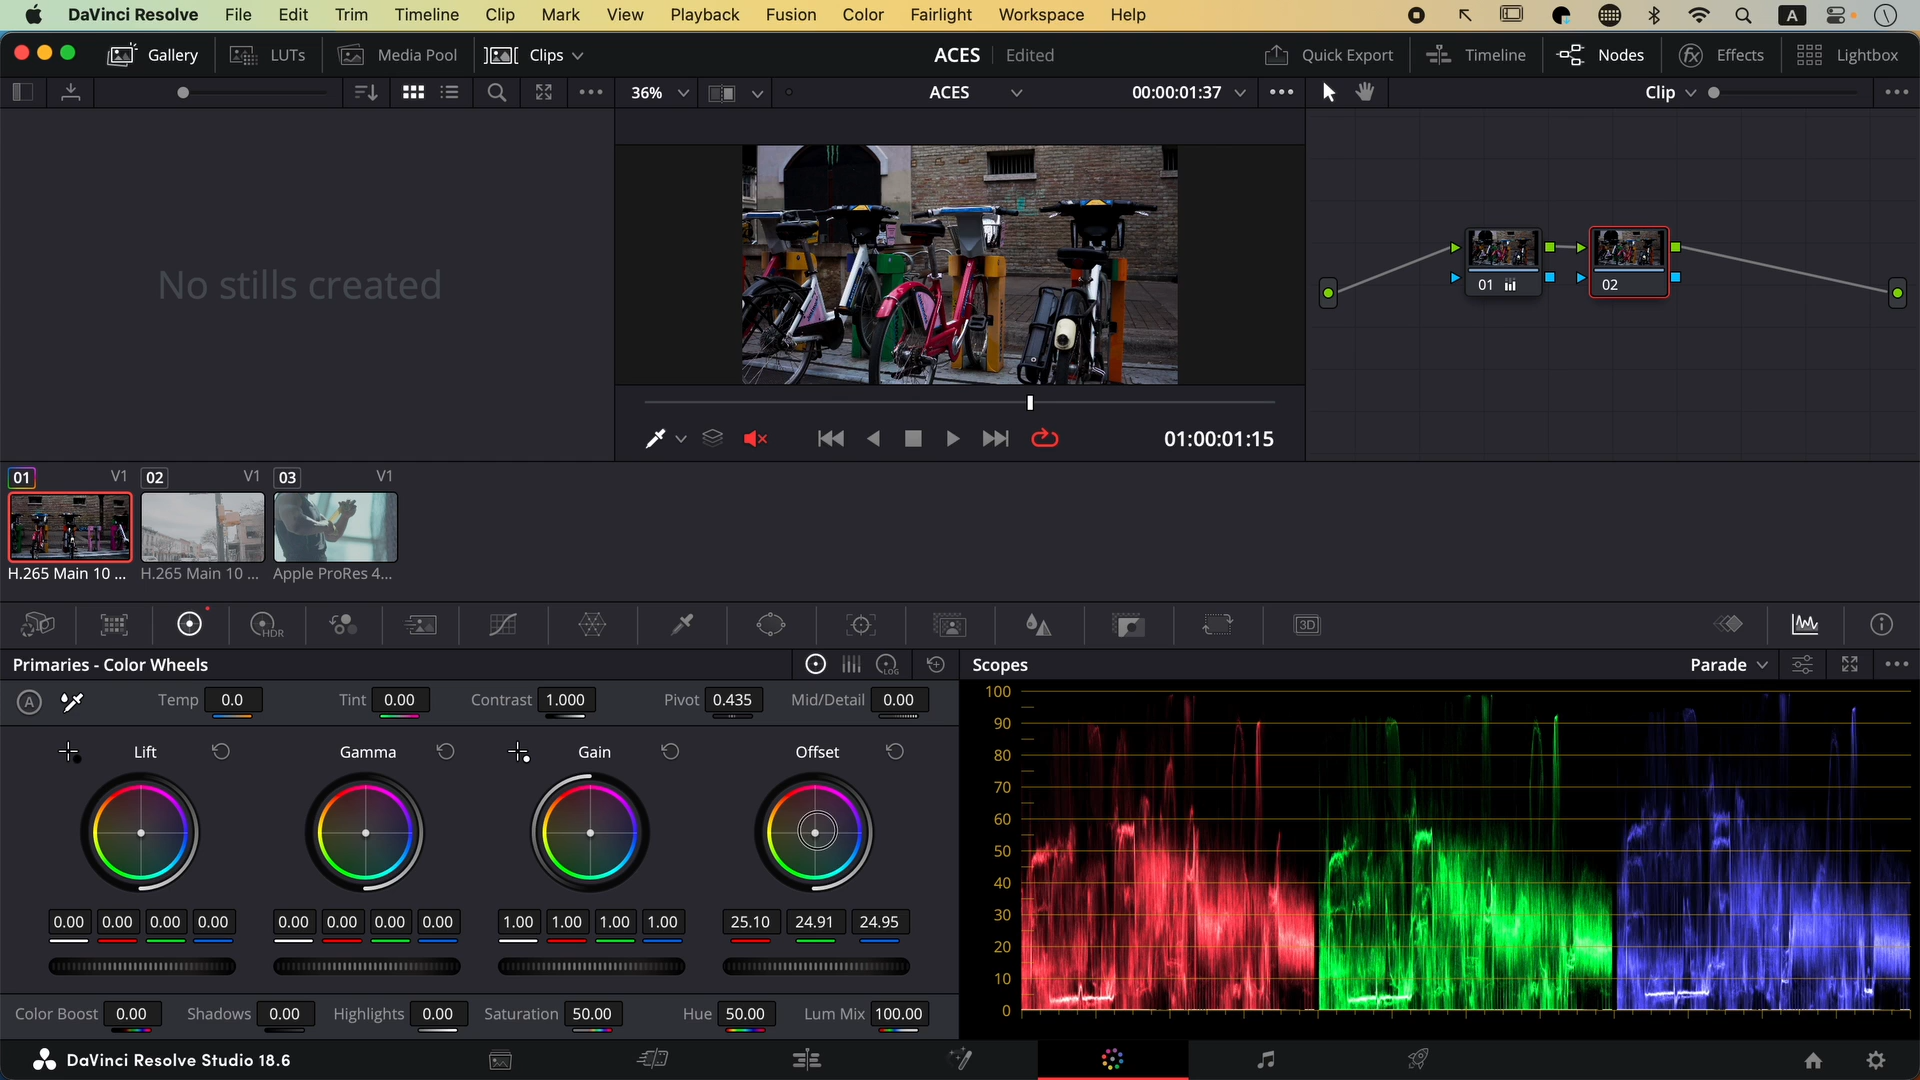 DaVinci Resolve File Edit Trim Timeline Clip Mark View Playback Fusion Color Fairlight Workspace Help A
Gallery LUTs Media Pool Clips ACES Edited Quick Export Timeline Nodes Effects Lightbox
36% ACES 00:00:01:37 Clip
No stills created
01 02
01:00:01:15
01 V1 02 V1 03 V1
H.265 Main 10 ... H.265 Main 10 ... Apple ProRes 4...
HDR 3D
Primaries - Color Wheels LOG Scopes Parade
A Temp 0.0 Tint 0.00 Contrast 1.000 Pivot 0.435 Mid/Detail 0.00
Lift Gamma Gain Offset
0.00 0.00 0.00 0.00 0.00 0.00 0.00 0.00 1.00 1.00 1.00 1.00 25.10 24.91 24.95
Color Boost 0.00 Shadows 0.00 Highlights 0.00 Saturation 50.00 Hue 50.00 Lum Mix 100.00
100
90
80
70
60
50
40
30
20
10
0
DaVinci Resolve Studio 18.6